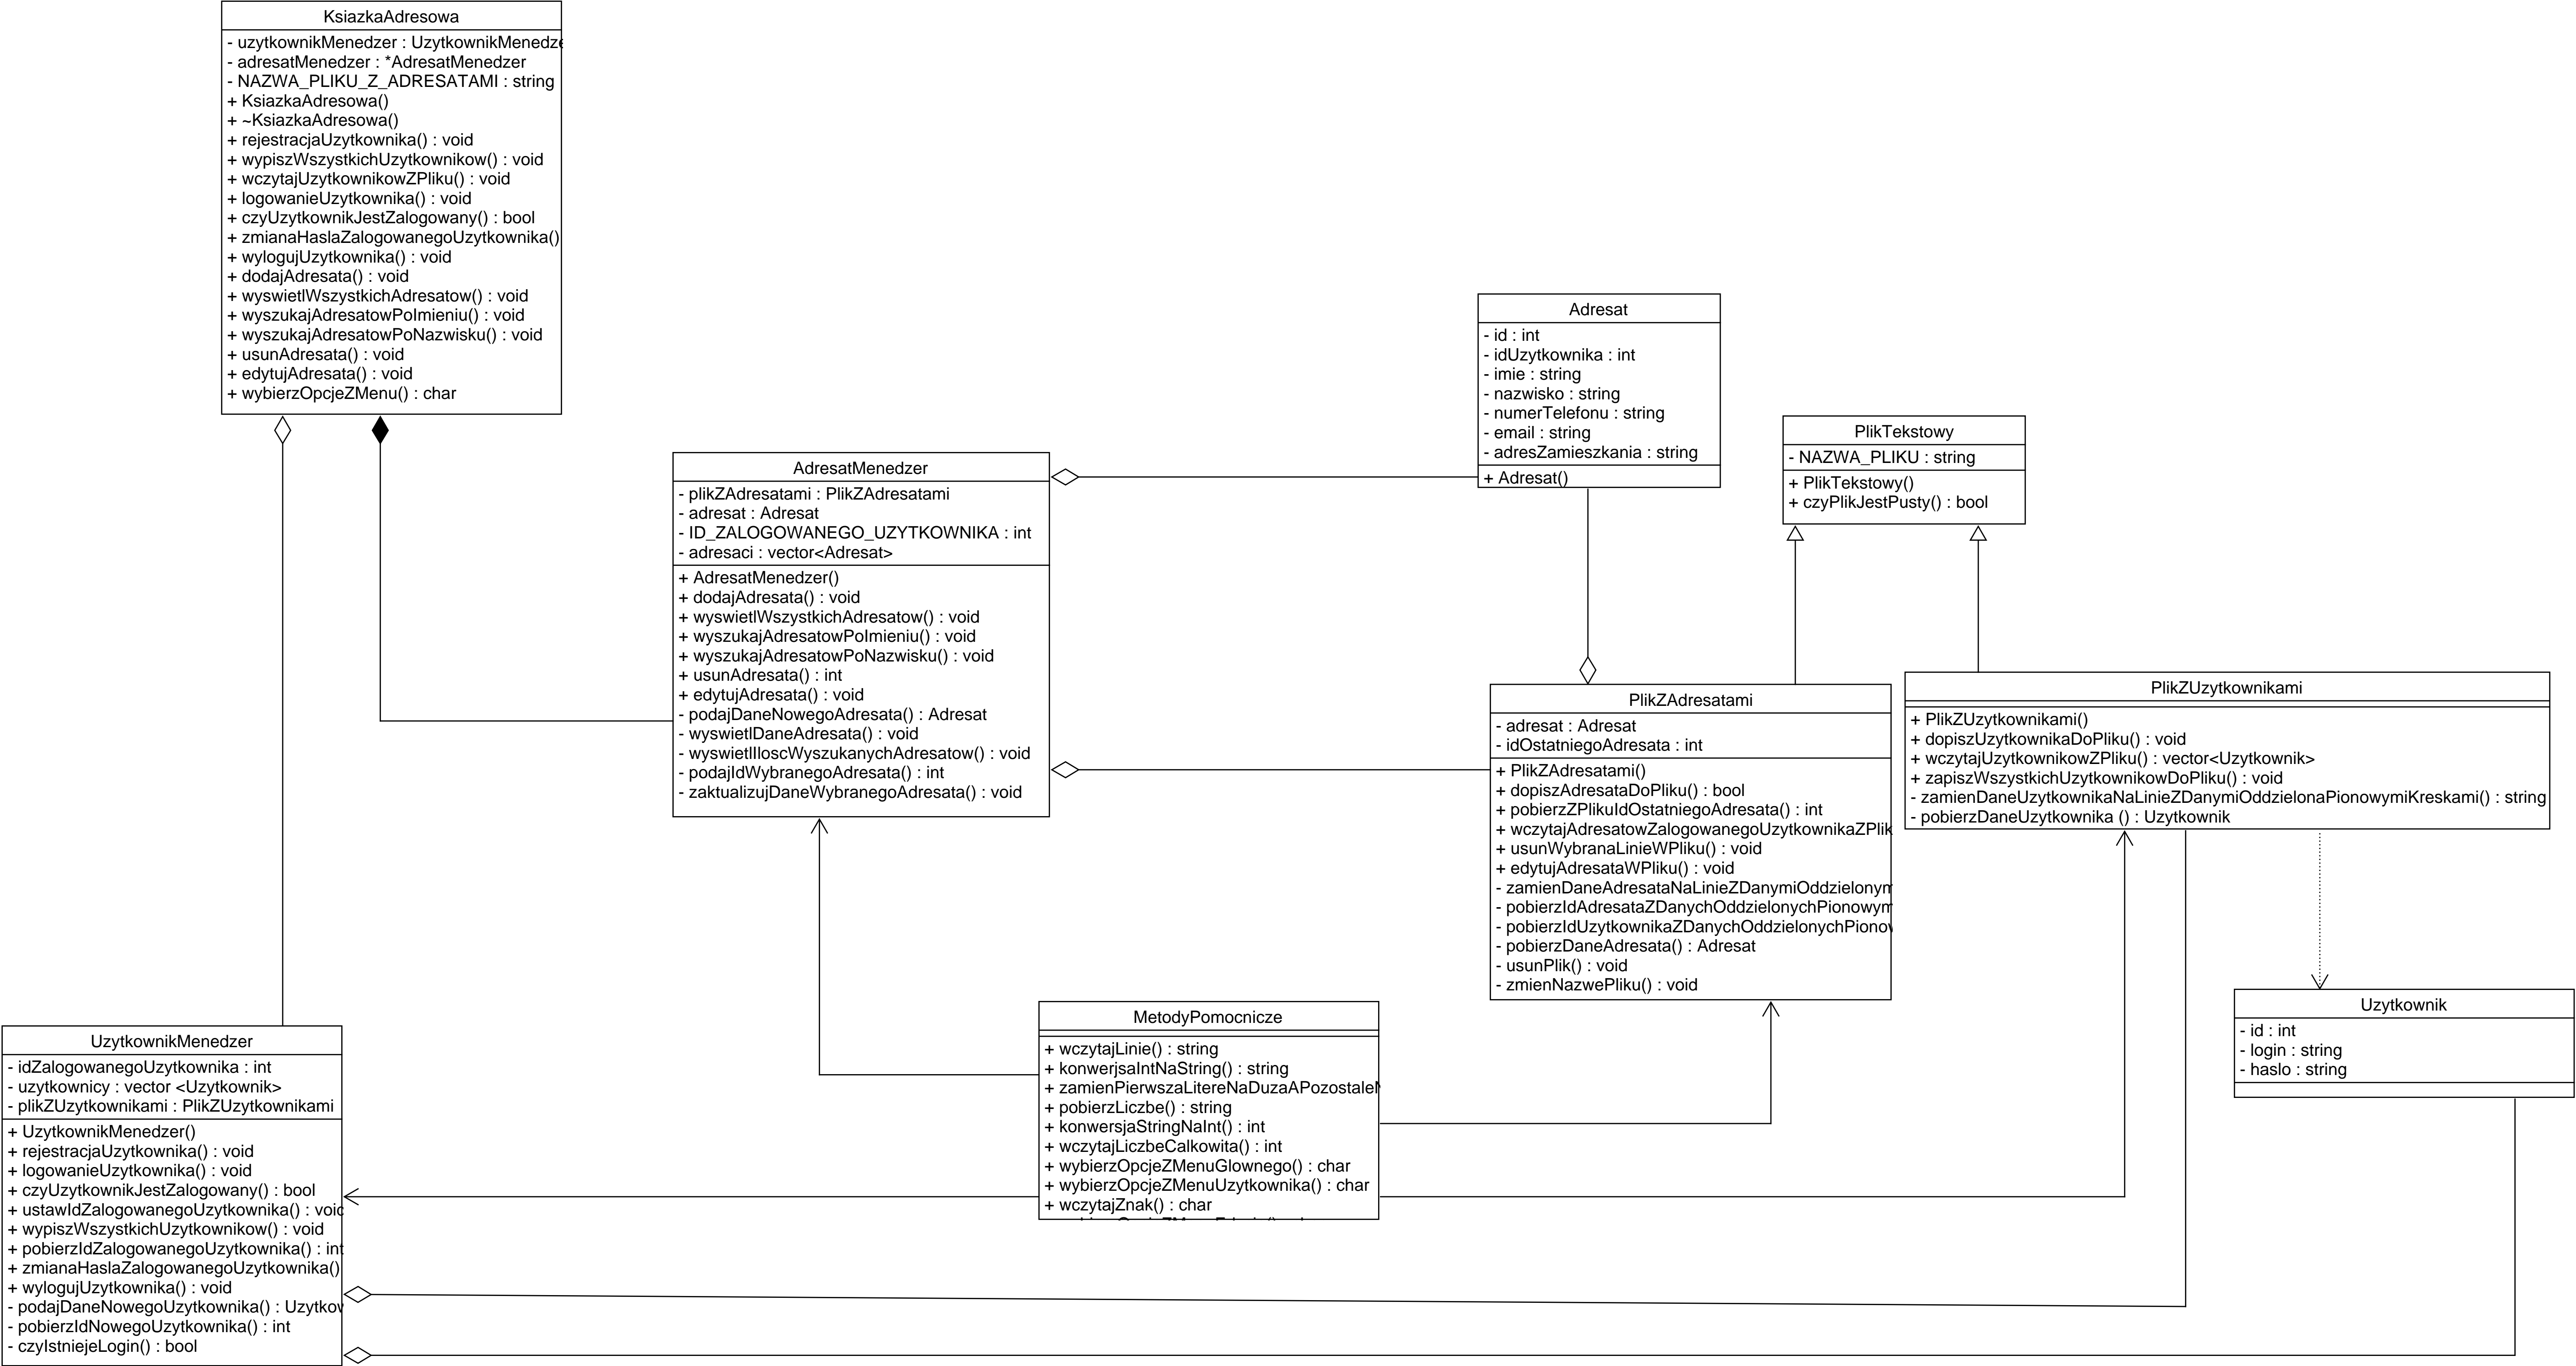 KsiazkaAdresowa
- uzytkownikMenedzer : UzytkownikMenedze
- adresatMenedzer : *AdresatMenedzer
- NAZWA_PLIKU_Z_ADRESATAMI : string
+ KsiazkaAdresowa()
+ ~KsiazkaAdresowa()
+ rejestracjaUzytkownika() : void
+ wypiszWszystkichUzytkownikow() : void
+ wczytajUzytkownikowZPliku() : void
+ logowanieUzytkownika() : void
+ czyUzytkownikJestZalogowany() : bool
+ zmianaHaslaZalogowanegoUzytkownika()
+ wylogujUzytkownika() : void
+ dodajAdresata() : void
+ wyswietlWszystkichAdresatow() : void
+ wyszukajAdresatowPoImieniu() : void
+ wyszukajAdresatowPoNazwisku() : void
+ usunAdresata() : void
+ edytujAdresata() : void
+ wybierzOpcjeZMenu() : char
Adresat
- id : int
- idUzytkownika : int
- imie : string
- nazwisko : string
- numerTelefonu : string
- email : string
- adresZamieszkania : string
+ Adresat()
PlikTekstowy
- NAZWA_PLIKU : string
+ PlikTekstowy()
+ czyPlikJestPusty() : bool
AdresatMenedzer
- plikZAdresatami : PlikZAdresatami
- adresat : Adresat
- ID_ZALOGOWANEGO_UZYTKOWNIKA : int
- adresaci : vector<Adresat>
+ AdresatMenedzer()
+ dodajAdresata() : void
+ wyswietlWszystkichAdresatow() : void
+ wyszukajAdresatowPoImieniu() : void
+ wyszukajAdresatowPoNazwisku() : void
+ usunAdresata() : int
+ edytujAdresata() : void
- podajDaneNowegoAdresata() : Adresat
- wyswietlDaneAdresata() : void
- wyswietlIloscWyszukanychAdresatow() : void
- podajIdWybranegoAdresata() : int
- zaktualizujDaneWybranegoAdresata() : void
PlikZAdresatami
- adresat : Adresat
- idOstatniegoAdresata : int
+ PlikZAdresatami()
+ dopiszAdresataDoPliku() : bool
+ pobierzZPlikuIdOstatniegoAdresata() : int
+ wczytajAdresatowZalogowanegoUzytkownikaZPlik
+ usunWybranaLinieWPliku() : void
+ edytujAdresataWPliku() : void
- zamienDaneAdresataNaLinieZDanymiOddzielonym
- pobierzIdAdresataZDanychOddzielonychPionowym
- pobierzIdUzytkownikaZDanychOddzielonychPionow
- pobierzDaneAdresata() : Adresat
- usunPlik() : void
- zmienNazwePliku() : void
PlikZUzytkownikami
+ PlikZUzytkownikami()
+ dopiszUzytkownikaDoPliku() : void
+ wczytajUzytkownikowZPliku() : vector<Uzytkownik>
+ zapiszWszystkichUzytkownikowDoPliku() : void
- zamienDaneUzytkownikaNaLinieZDanymiOddzielonaPionowymiKreskami() : string
- pobierzDaneUzytkownika () : Uzytkownik
Uzytkownik
- id : int
- login : string
- haslo : string
MetodyPomocnicze
+ wczytajLinie() : string
+ konwerjsaIntNaString() : string
+ zamienPierwszaLitereNaDuzaAPozostaleN
+ pobierzLiczbe() : string
+ konwersjaStringNaInt() : int
+ wczytajLiczbeCalkowita() : int
+ wybierzOpcjeZMenuGlownego() : char
+ wybierzOpcjeZMenuUzytkownika() : char
+ wczytajZnak() : char
UzytkownikMenedzer
- idZalogowanegoUzytkownika : int
- uzytkownicy : vector <Uzytkownik>
- plikZUzytkownikami : PlikZUzytkownikami
+ UzytkownikMenedzer()
+ rejestracjaUzytkownika() : void
+ logowanieUzytkownika() : void
+ czyUzytkownikJestZalogowany() : bool
+ ustawIdZalogowanegoUzytkownika() : void
+ wypiszWszystkichUzytkownikow() : void
+ pobierzIdZalogowanegoUzytkownika() : int
+ zmianaHaslaZalogowanegoUzytkownika()
+ wylogujUzytkownika() : void
- podajDaneNowegoUzytkownika() : Uzytkow
- pobierzIdNowegoUzytkownika() : int
- czyIstniejeLogin() : bool